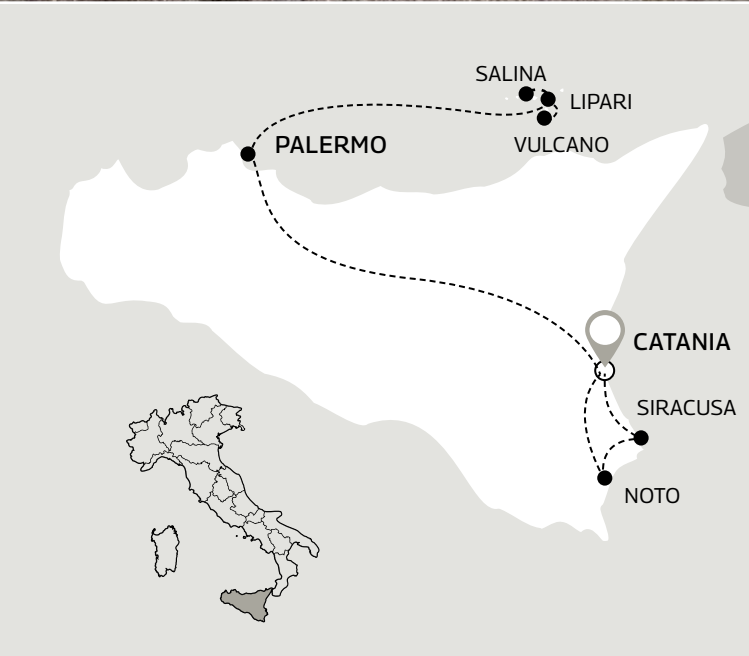 SALINA
LIPARI
VULCANO
PALERMO
CATANIA
SIRACUSA
NOTO